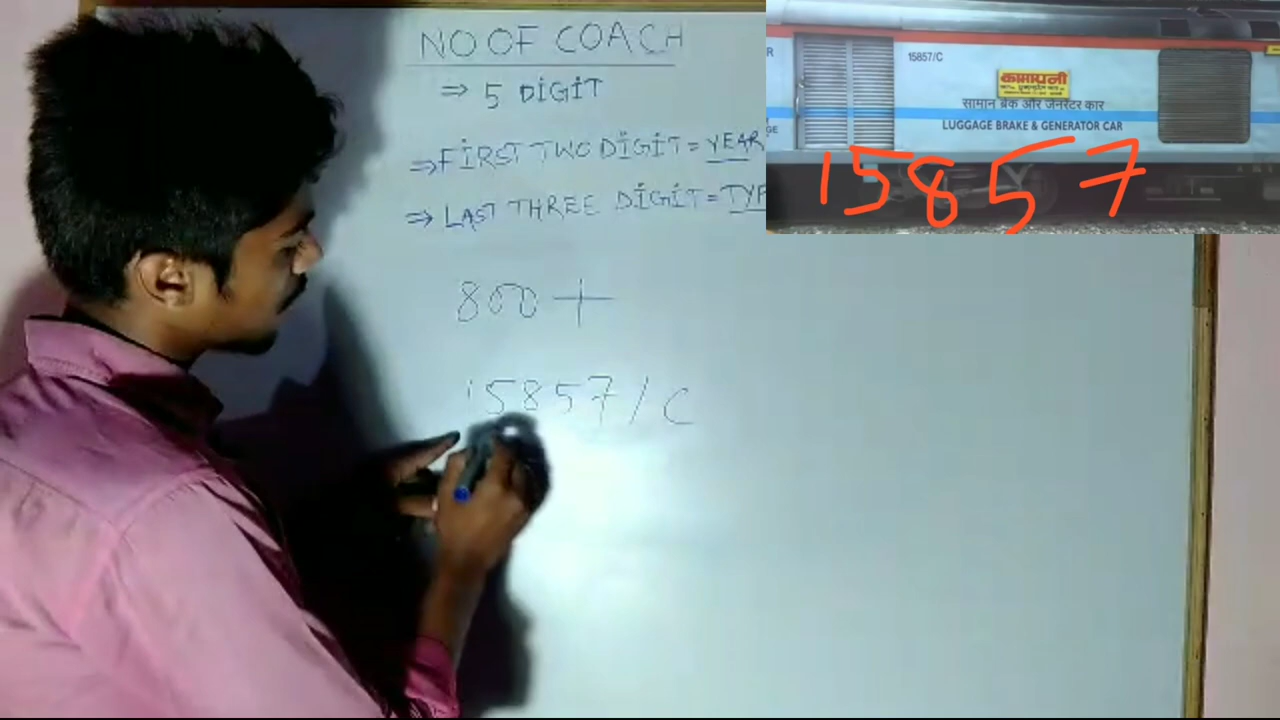 NO OF COACH
⇒ 5 DIGIT
⇒ FIRST TWO DIGIT = YEAR
⇒ LAST THREE DIGIT = TYP
800 +
15857 / C
15857/C
कामायनी
सामान ब्रेक और जेनरेटर कार
LUGGAGE BRAKE & GENERATOR CAR
15857